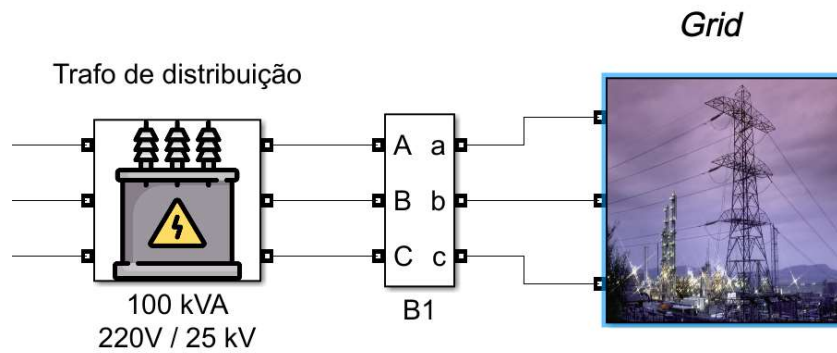 Grid
Trafo de distribuição
A a
B b
C c
100 kVA
220V / 25 kV
B1